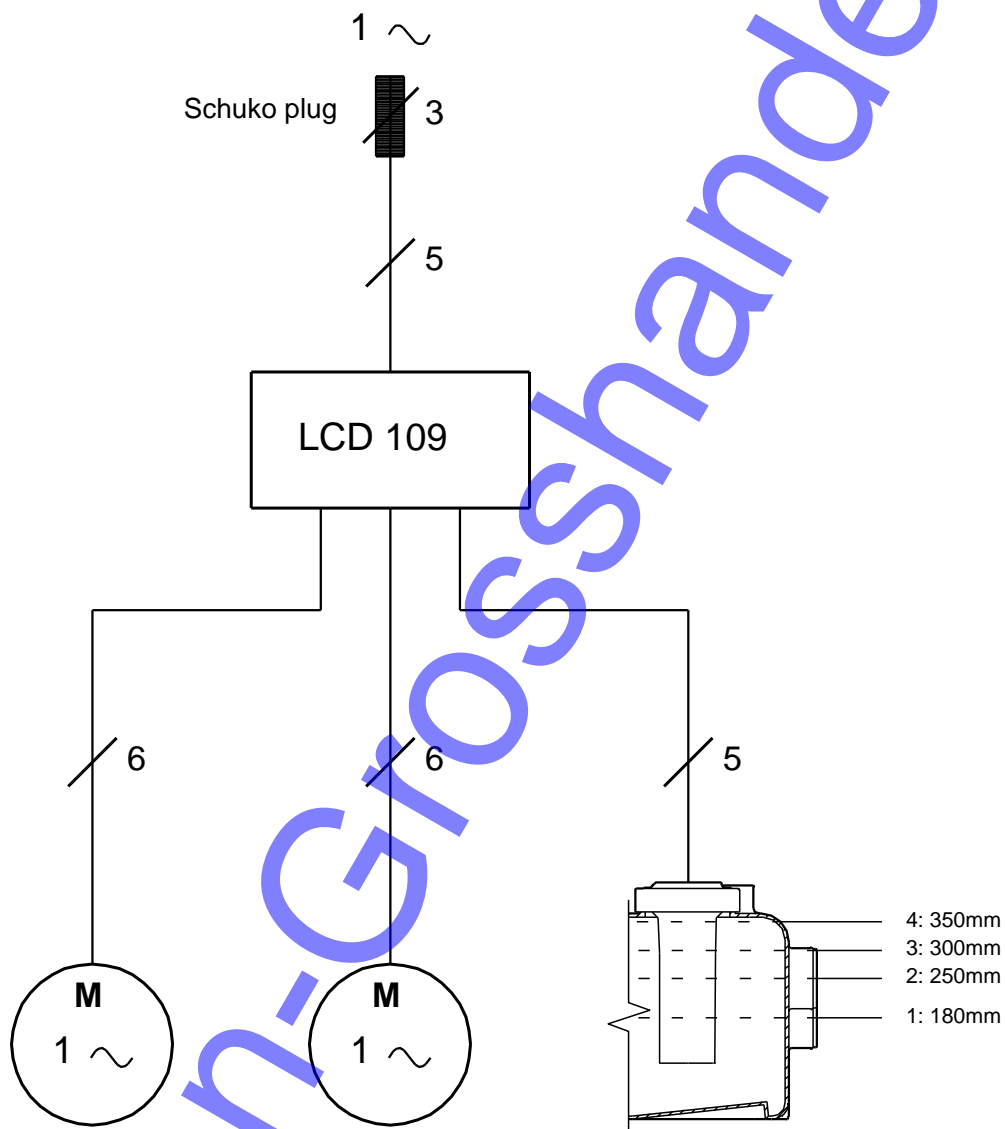 1 ~
Schuko plug
3
5
LCD 109
6
6
5
4: 350mm
3: 300mm
2: 250mm
1: 180mm
M
1 ~
M
1 ~
n-Grosshande